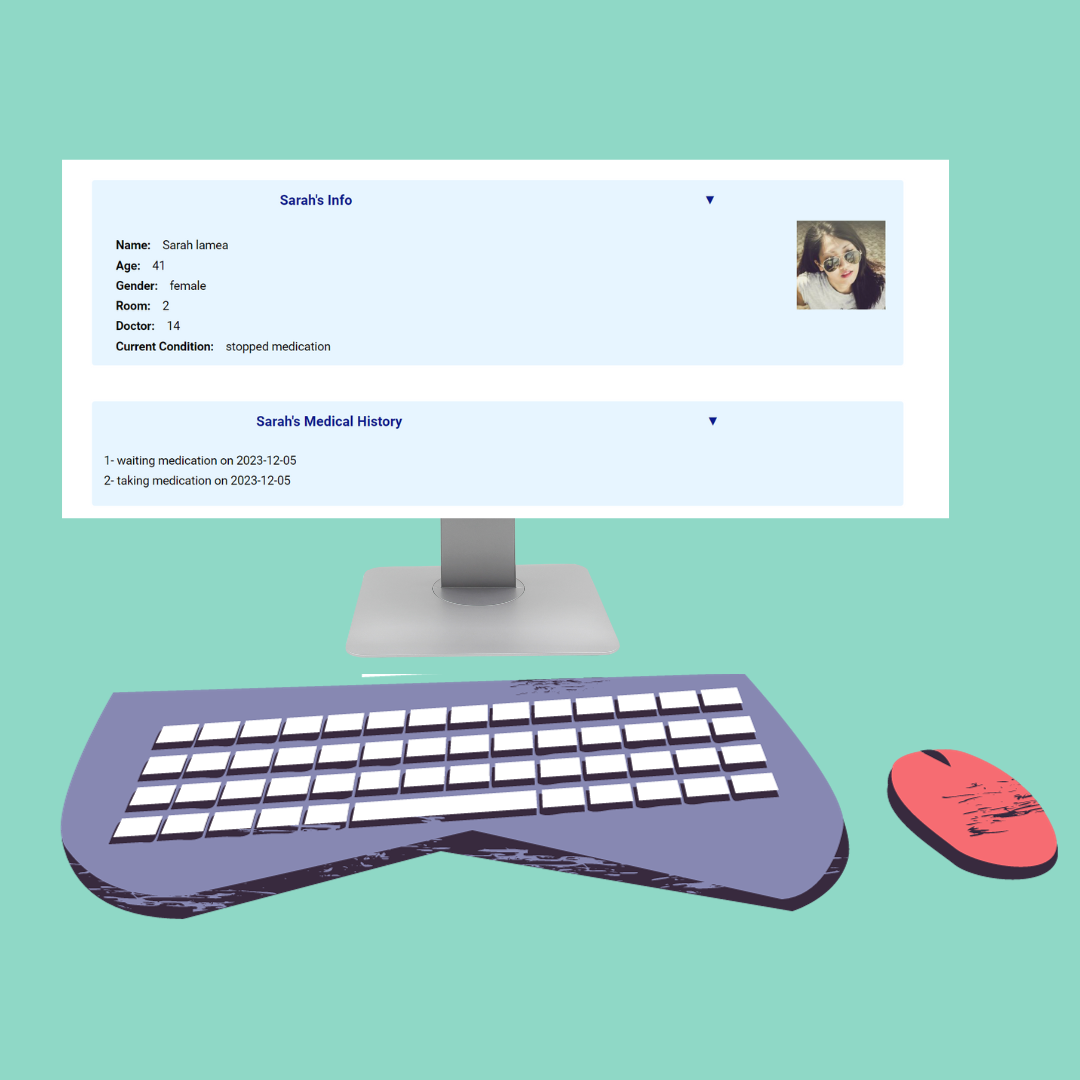 Sarah's Info ▼
Name: Sarah lamea
Age: 41
Gender: female
Room: 2
Doctor: 14
Current Condition: stopped medication
Sarah's Medical History ▼
1- waiting medication on 2023-12-05
2- taking medication on 2023-12-05